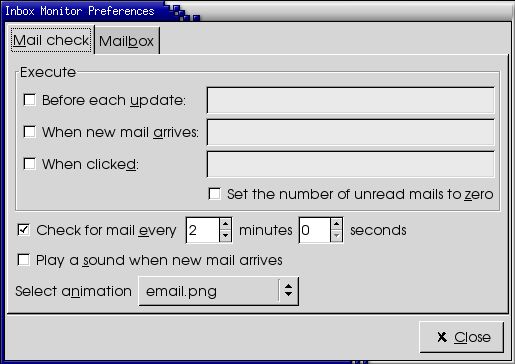 Inbox Monitor Preferences
Mail check Mailbox
Execute
Before each update:
When new mail arrives:
When clicked:
Set the number of unread mails to zero
Check for mail every 2 minutes 0 seconds
Play a sound when new mail arrives
Select animation email.png
Close